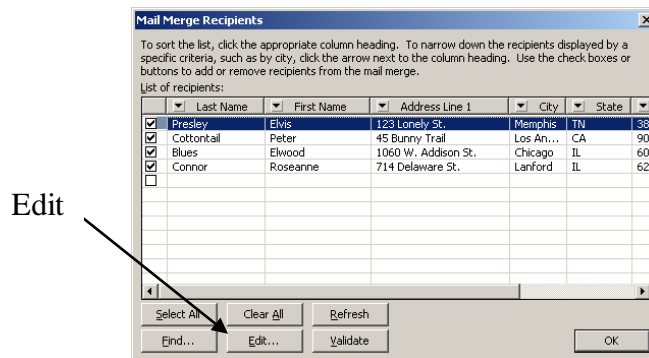 Mail Merge Recipients
To sort the list, click the appropriate column heading. To narrow down the recipients displayed by a
specific criteria, such as by city, click the arrow next to the column heading. Use the check boxes or
buttons to add or remove recipients from the mail merge.
List of recipients:
Last Name First Name Address Line 1 City State
Presley Elvis 123 Lonely St. Memphis TN 38
Cottontail Peter 45 Bunny Trail Los An... CA 90
Blues Elwood 1060 W. Addison St. Chicago IL 60
Connor Roseanne 714 Delaware St. Lanford IL 62
Edit
Select All Clear All Refresh
Find... Edit... Validate OK